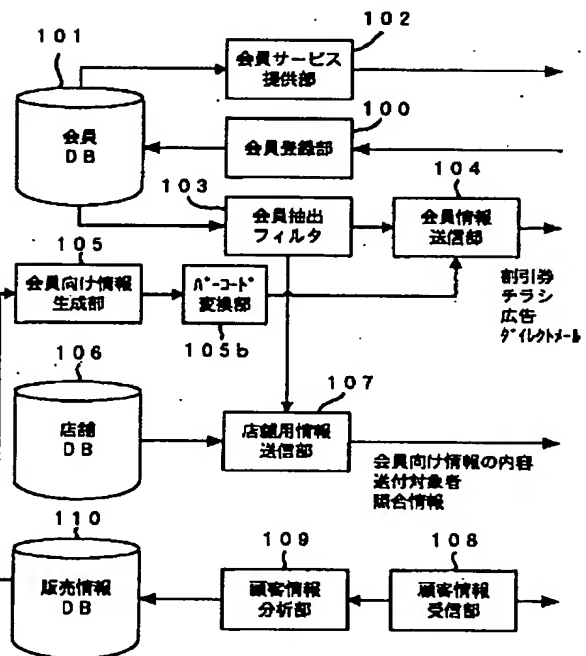 101
102
会員サービス
提供部
会員
DB
100
会員登録部
103
104
会員抽出
フィルタ
会員情報
送信部
105
会員向け情報
生成部
バーコード
変換部
105b
割引券
チラシ
広告
ダイレクトメール
106
店舗
DB
107
店舗用情報
送信部
会員向け情報の内容
送付対象者
照合情報
110
販売情報
DB
109
顧客情報
分析部
108
顧客情報
受信部